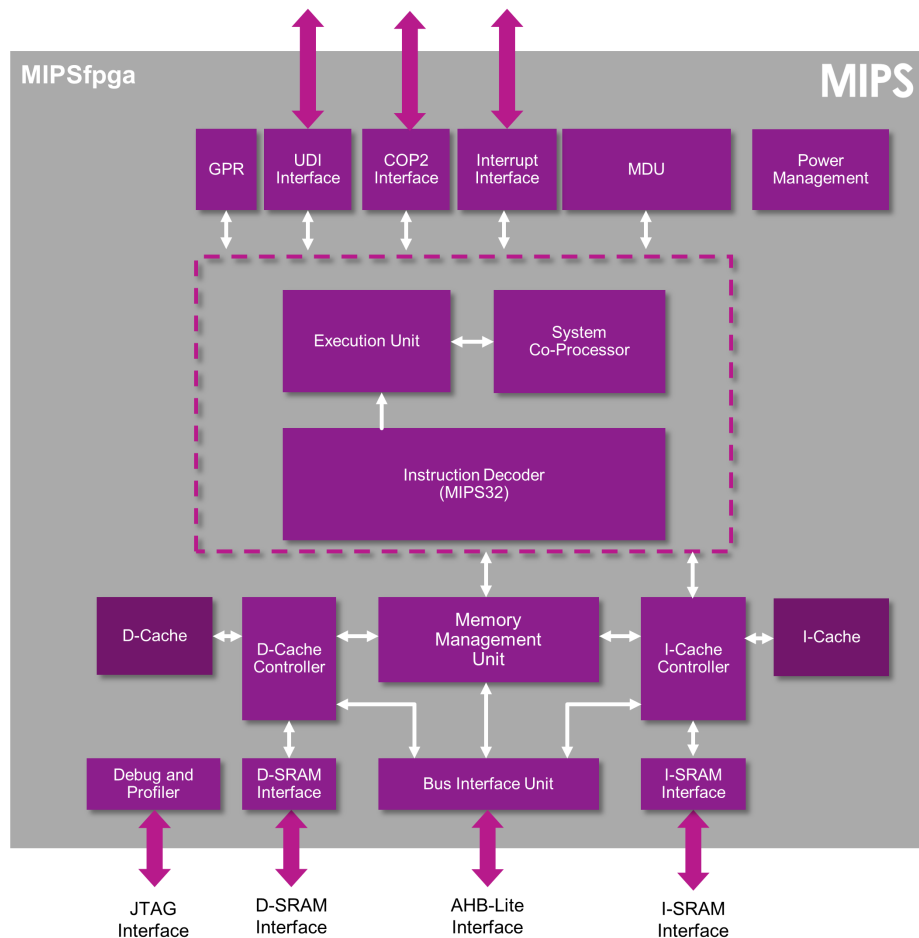 MIPSfpga
MIPS
GPR
UDI
Interface
COP2
Interface
Interrupt
Interface
MDU
Power
Management
Execution Unit
System
Co-Processor
Instruction Decoder
(MIPS32)
D-Cache
D-Cache
Controller
Memory
Management
Unit
I-Cache
Controller
I-Cache
Debug and
Profiler
D-SRAM
Interface
Bus Interface Unit
I-SRAM
Interface
JTAG
Interface
D-SRAM
Interface
AHB-Lite
Interface
I-SRAM
Interface